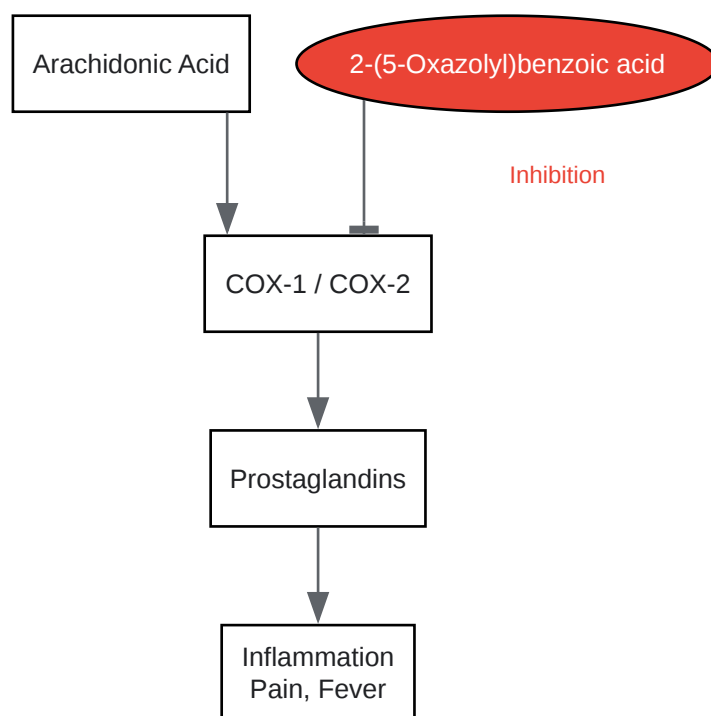 Arachidonic Acid
2-(5-Oxazolyl)benzoic acid
Inhibition
COX-1 / COX-2
Prostaglandins
Inflammation
Pain, Fever